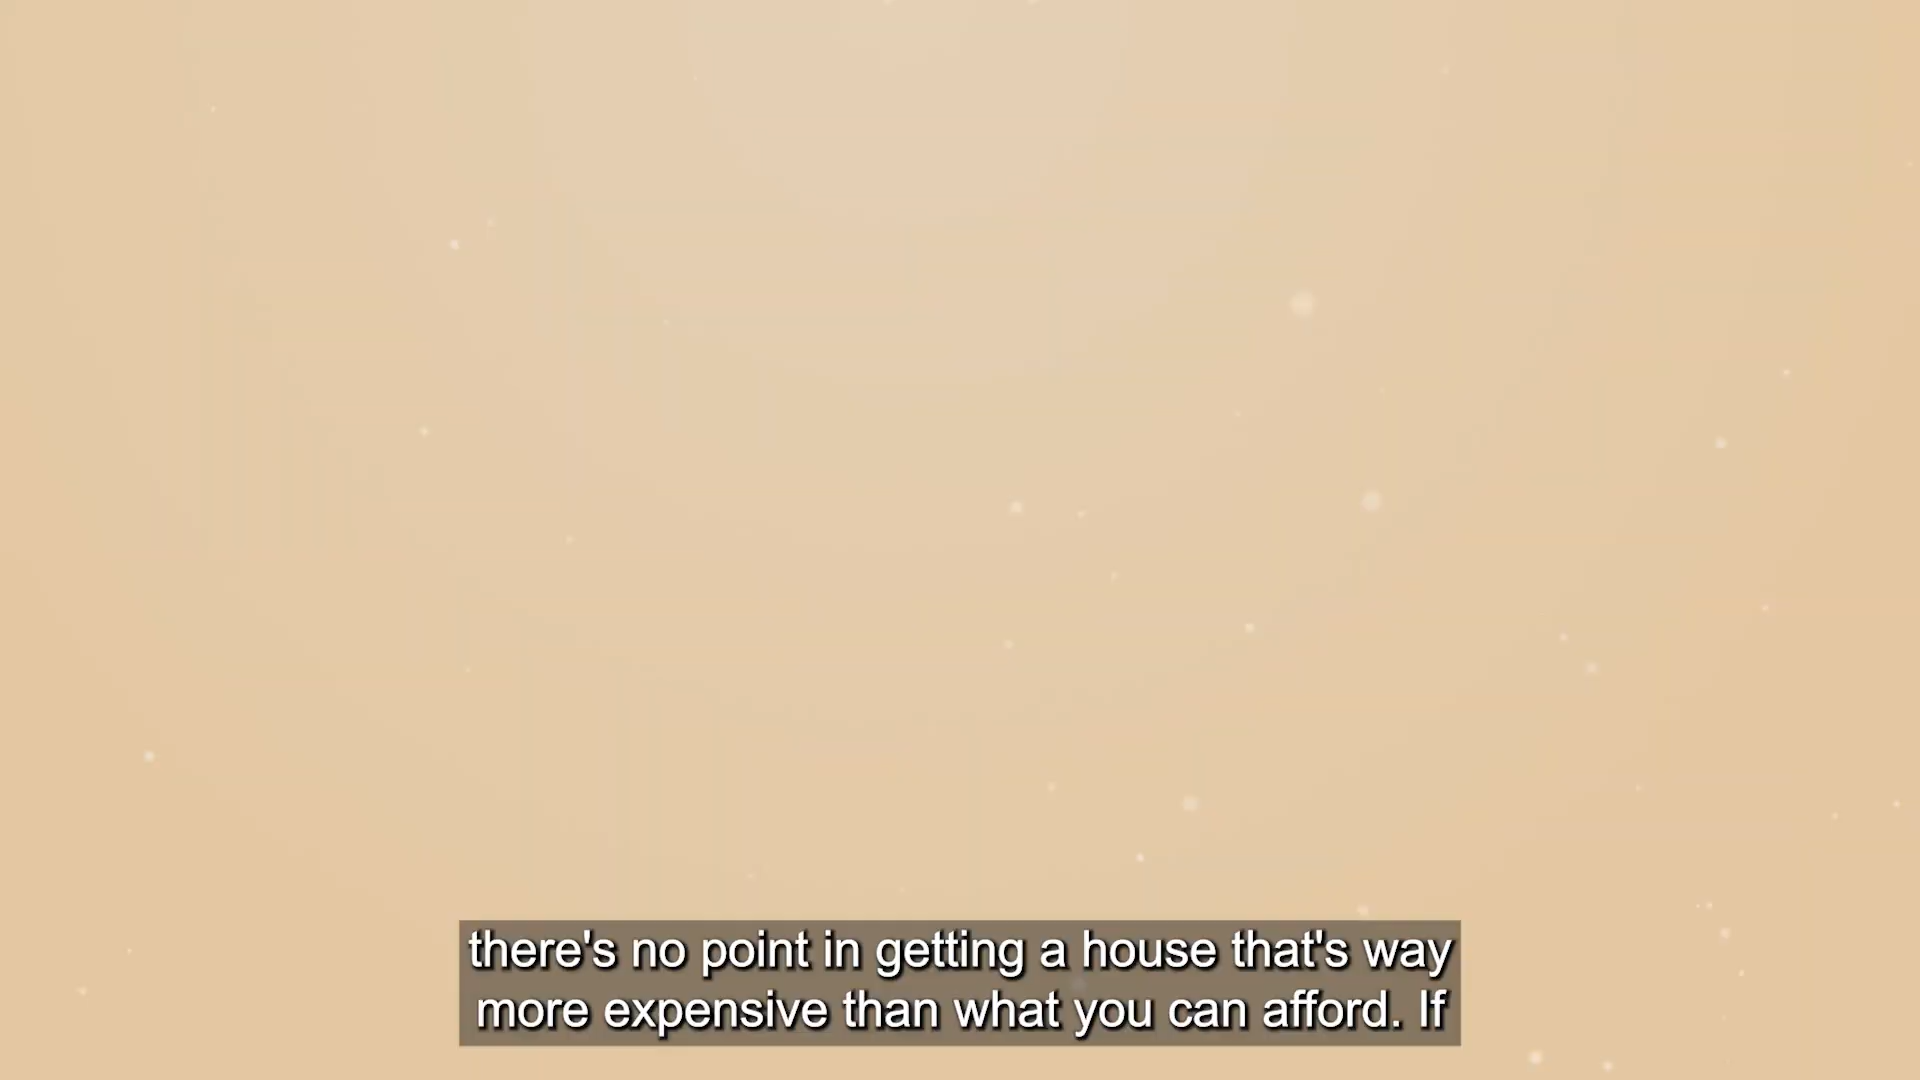 there's no point in getting a house that's way
more expensive than what you can afford. If